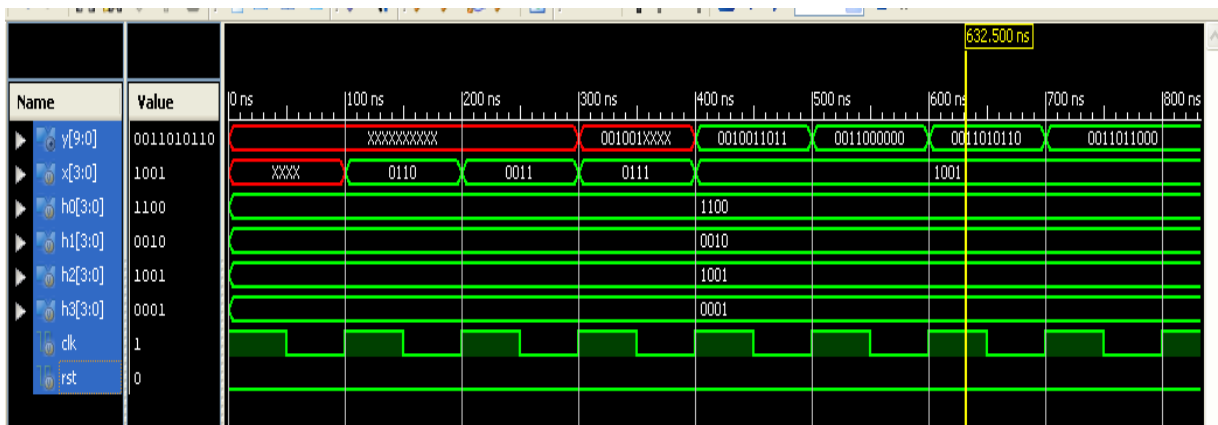 632.500 ns
Name Value 0 ns 100 ns 200 ns 300 ns 400 ns 500 ns 600 ns 700 ns 800 ns
y[9:0] 0011010110 XXXXXXXXXX 001001XXXX 0010011011 0011000000 0011010110 0011011000
x[3:0] 1001 XXXX 0110 0011 0111 1001
h0[3:0] 1100 1100
h1[3:0] 0010 0010
h2[3:0] 1001 1001
h3[3:0] 0001 0001
clk 1
rst 0